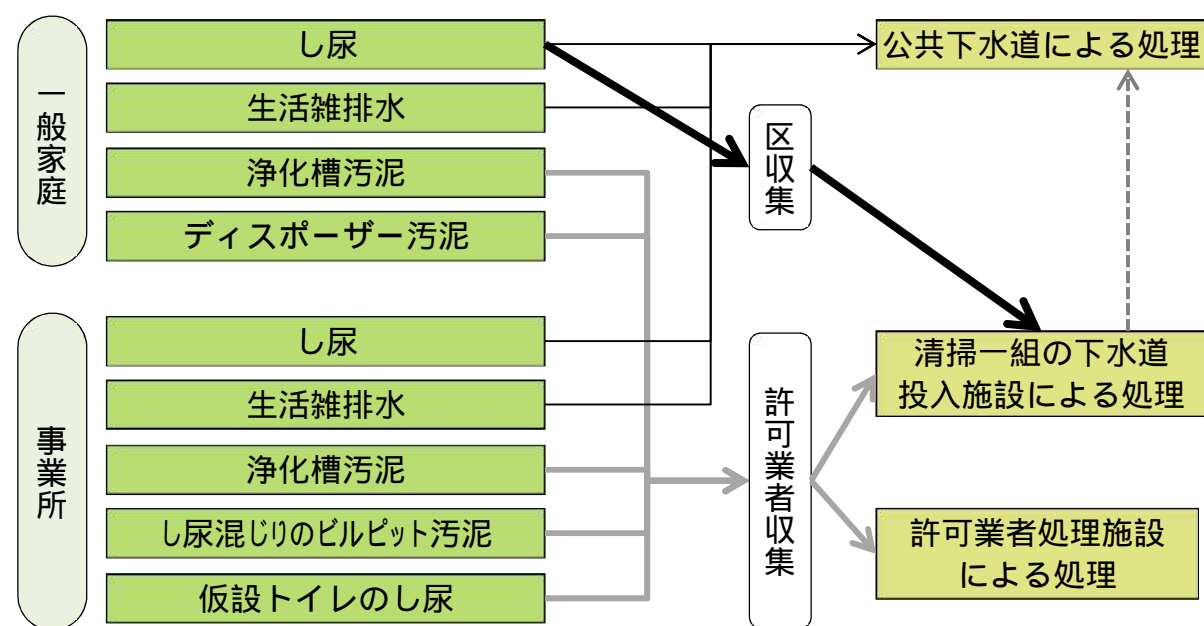 一般家庭
し尿
生活雑排水
浄化槽汚泥
ディスポーザー汚泥
事業所
し尿
生活雑排水
浄化槽汚泥
し尿混じりのビルピット汚泥
仮設トイレのし尿
区収集
許可業者収集
公共下水道による処理
清掃一組の下水道
投入施設による処理
許可業者処理施設
による処理